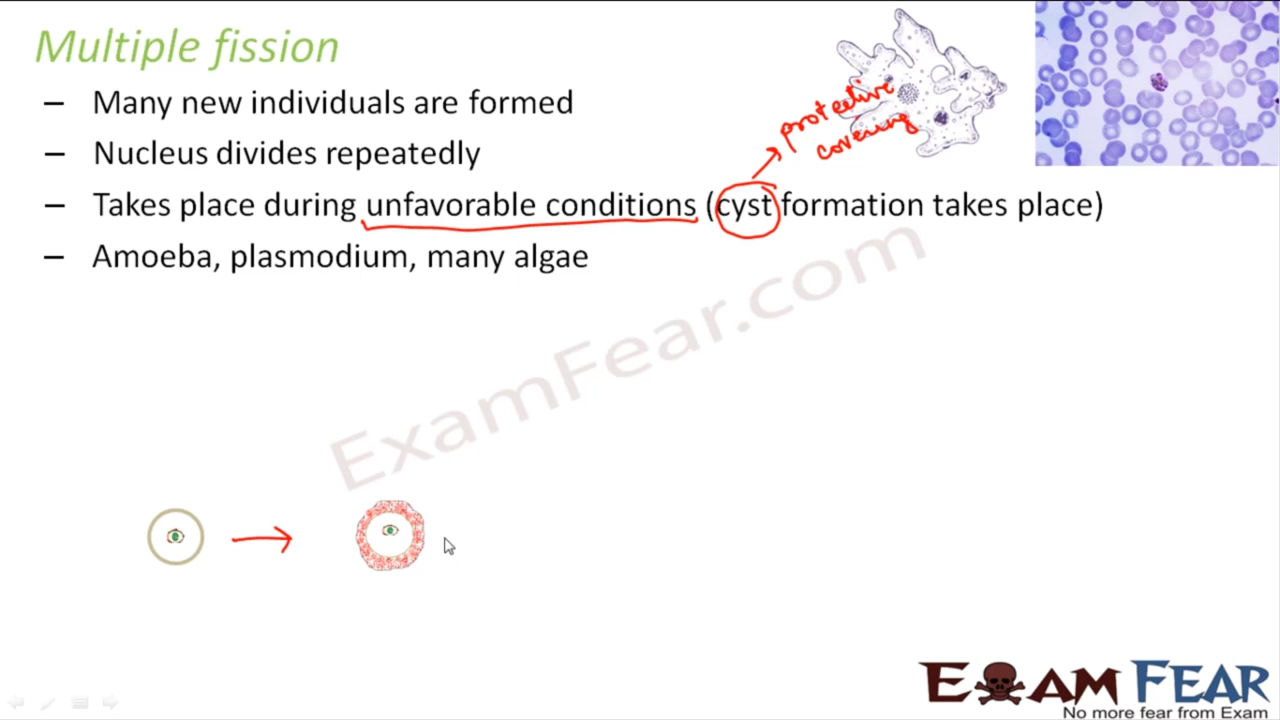 Multiple fission
– Many new individuals are formed
– Nucleus divides repeatedly
– Takes place during unfavorable conditions (cyst formation takes place)
– Amoeba, plasmodium, many algae
protective
covering
ExamFear.com
EXAM FEAR
No more fear from Exam